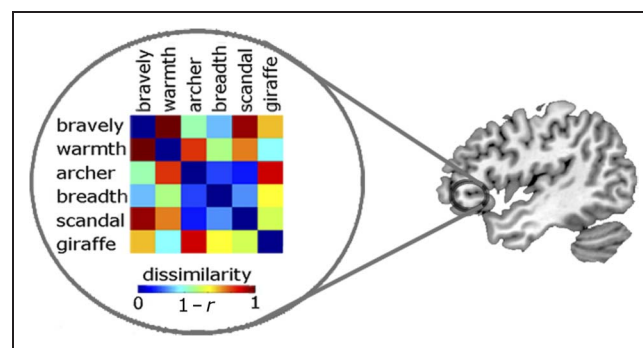 bravely
warmth
archer
breadth
scandal
giraffe
bravely
warmth
archer
breadth
scandal
giraffe
dissimilarity
0 1 – r 1